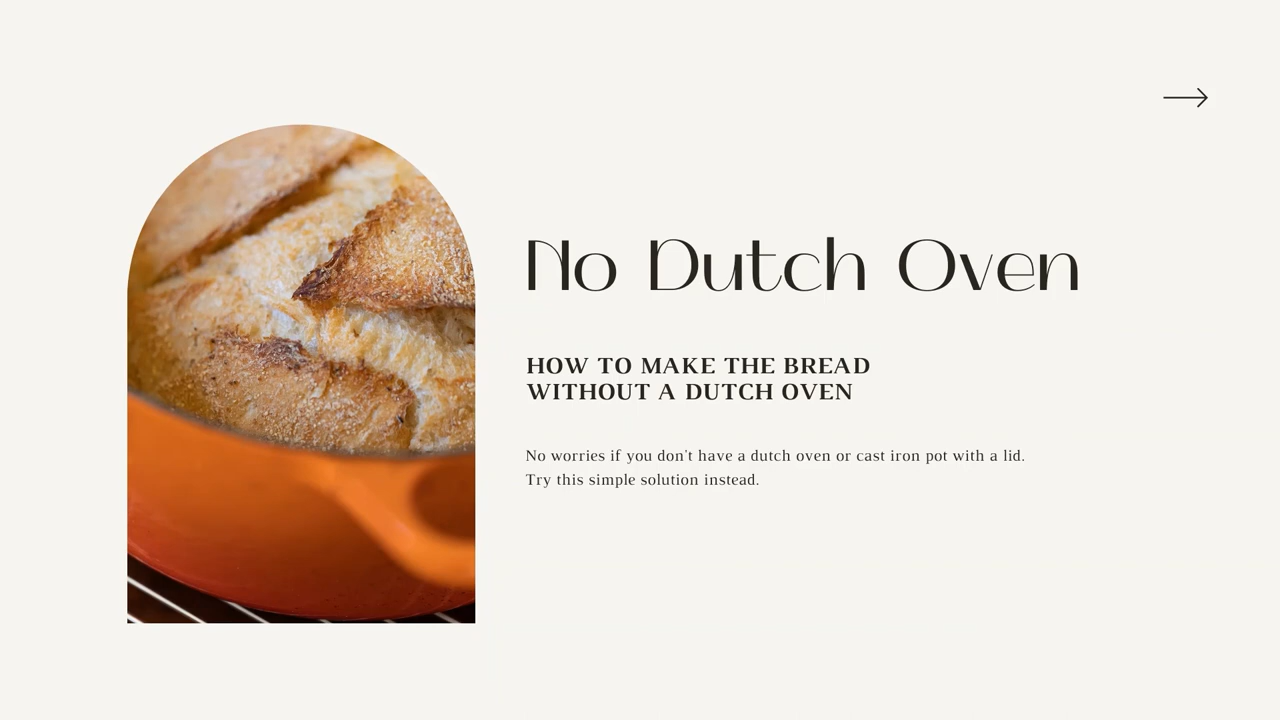 No Dutch Oven
HOW TO MAKE THE BREAD
WITHOUT A DUTCH OVEN
No worries if you don't have a dutch oven or cast iron pot with a lid.
Try this simple solution instead.